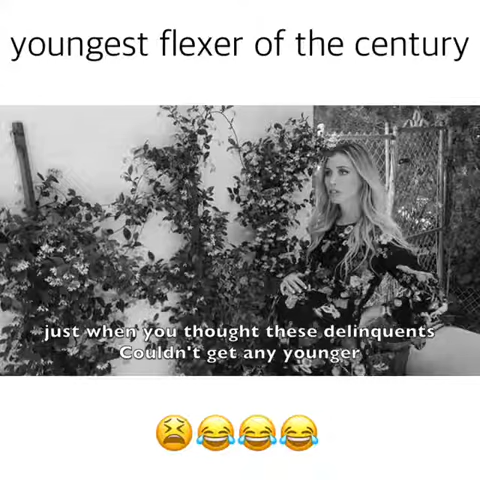 youngest flexer of the century
just when you thought these delinquents
Couldn't get any younger